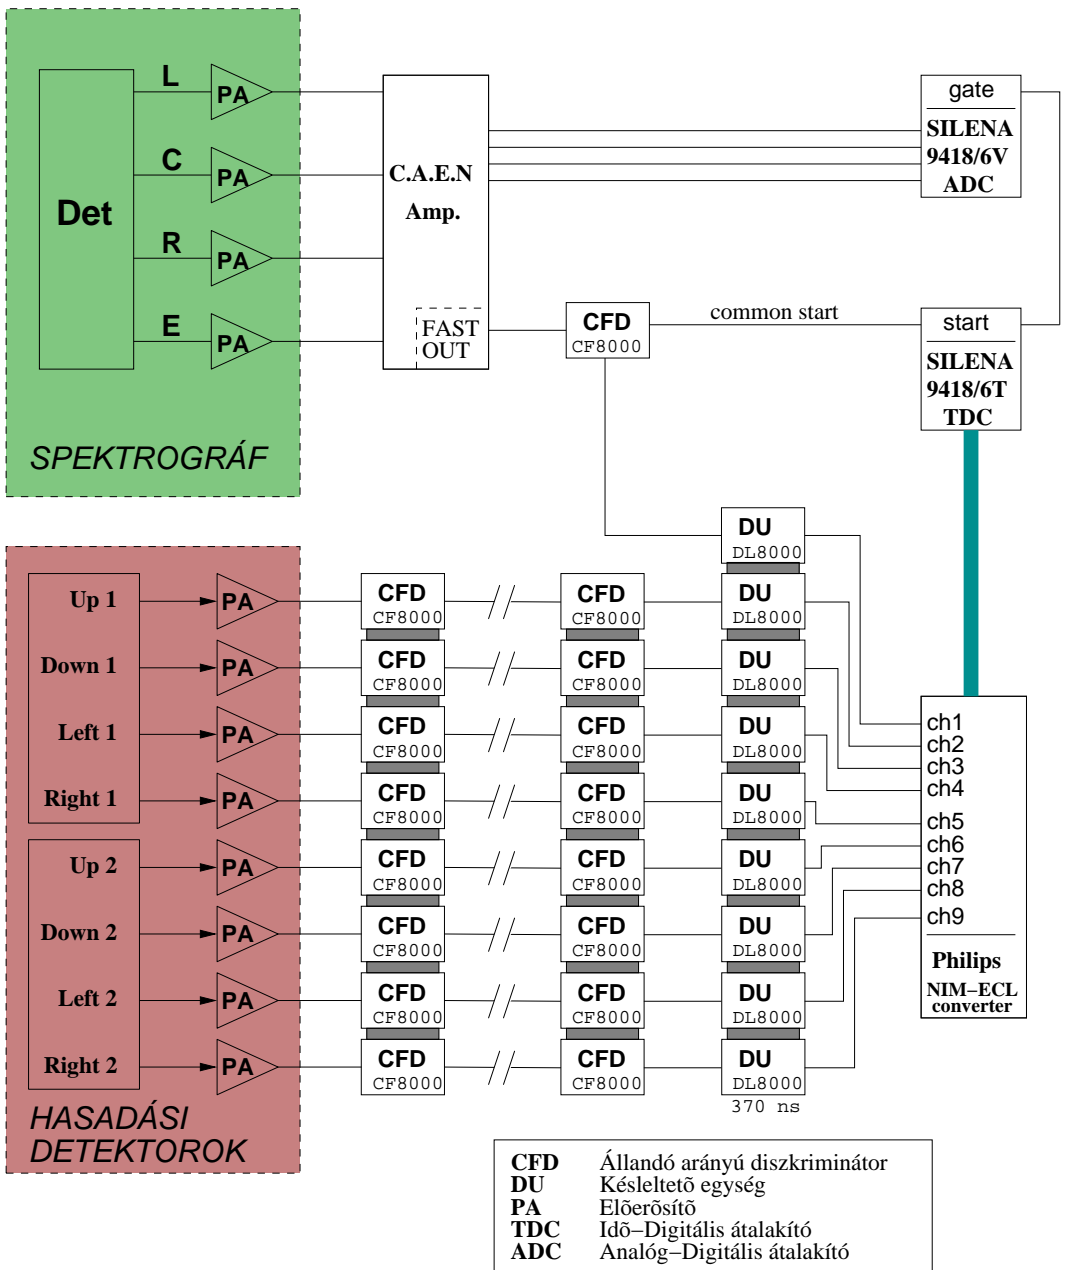 Det
L
PA
C
PA
R
PA
E
PA
SPEKTROGRÁF
C.A.E.N
Amp.
FAST
OUT
CFD
CF8000
common start
gate
SILENA
9418/6V
ADC
start
SILENA
9418/6T
TDC
DU
DL8000
Up 1
PA
CFD
CF8000
CFD
CF8000
DU
DL8000
Down 1
PA
CFD
CF8000
CFD
CF8000
DU
DL8000
Left 1
PA
CFD
CF8000
CFD
CF8000
DU
DL8000
Right 1
PA
CFD
CF8000
CFD
CF8000
DU
DL8000
Up 2
PA
CFD
CF8000
CFD
CF8000
DU
DL8000
Down 2
PA
CFD
CF8000
CFD
CF8000
DU
DL8000
Left 2
PA
CFD
CF8000
CFD
CF8000
DU
DL8000
Right 2
PA
CFD
CF8000
CFD
CF8000
DU
DL8000
370 ns
HASADÁSI
DETEKTOROK
ch1
ch2
ch3
ch4
ch5
ch6
ch7
ch8
ch9
Philips
NIM−ECL
converter
CFD Állandó arányú diszkriminátor
DU Késleltetõ egység
PA Elõerõsítõ
TDC Idõ−Digitális átalakító
ADC Analóg−Digitális átalakító